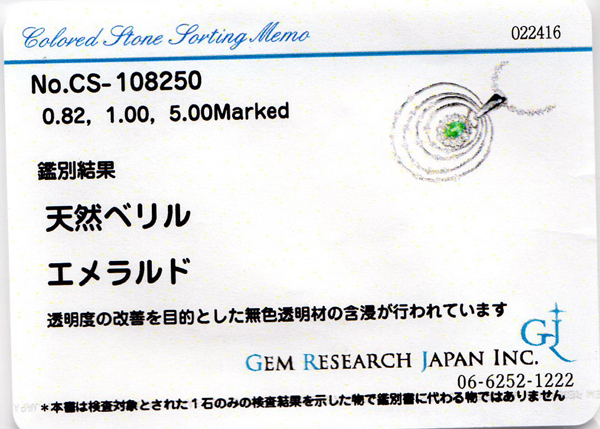 Colored Stone Sorting Memo
022416
No.CS-108250
0.82, 1.00, 5.00Marked
鑑別結果
天然ベリル
エメラルド
透明度の改善を目的とした無色透明材の含浸が行われています
GJ
GEM RESEARCH JAPAN INC.
06-6252-1222
*本書は検査対象とされた1石のみの検査結果を示した物で鑑別書に代わる物ではありません